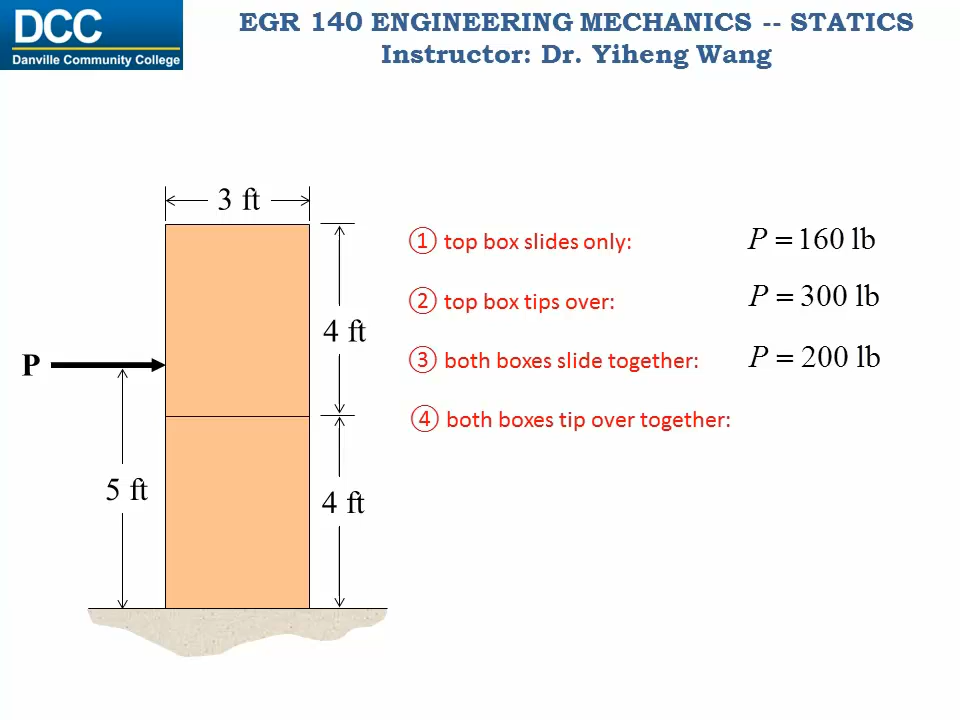 DCC
Danville Community College
EGR 140 ENGINEERING MECHANICS -- STATICS
Instructor: Dr. Yiheng Wang
3 ft
4 ft
P
5 ft
4 ft
① top box slides only: P = 160 lb
② top box tips over: P = 300 lb
③ both boxes slide together: P = 200 lb
④ both boxes tip over together: